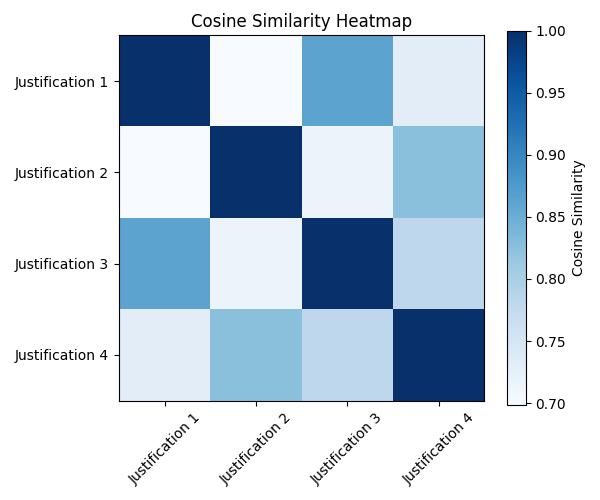 Cosine Similarity Heatmap
Justification 1
Justification 2
Justification 3
Justification 4
Justification 1
Justification 2
Justification 3
Justification 4
1.00
0.95
0.90
0.85
0.80
0.75
0.70
Cosine Similarity